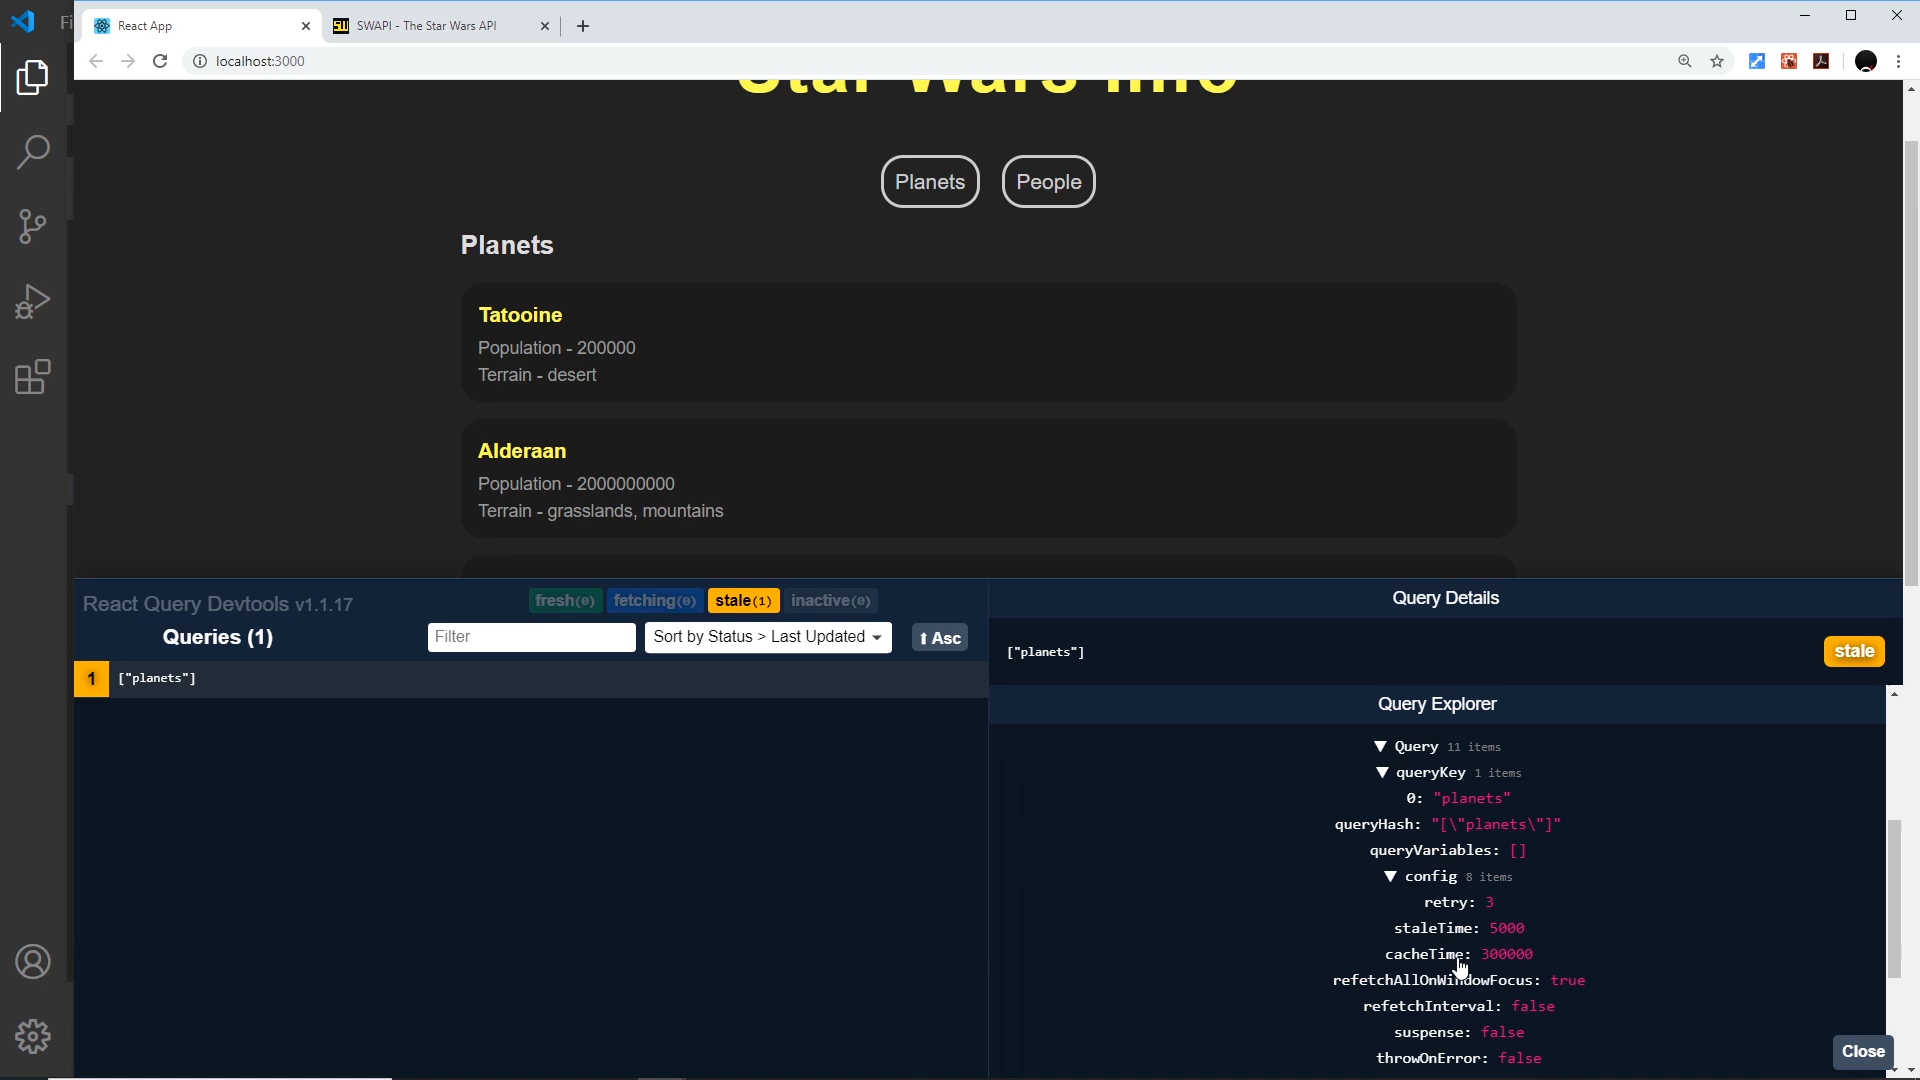 Fi
React App
SWAPI - The Star Wars API
localhost:3000
Star Wars Info
Planets
People
Planets
Tatooine
Population - 200000
Terrain - desert
Alderaan
Population - 2000000000
Terrain - grasslands, mountains
React Query Devtools v1.1.17
fresh(0)
fetching(0)
stale(1)
inactive(0)
Queries (1)
Filter
Sort by Status > Last Updated
Asc
1 ["planets"]
Query Details
["planets"]
stale
Query Explorer
Query 11 items
queryKey 1 items
0: "planets"
queryHash: "[\"planets\"]"
queryVariables: []
config 8 items
retry: 3
staleTime: 5000
cacheTime: 300000
refetchAllOnWindowFocus: true
refetchInterval: false
suspense: false
throwOnError: false
Close